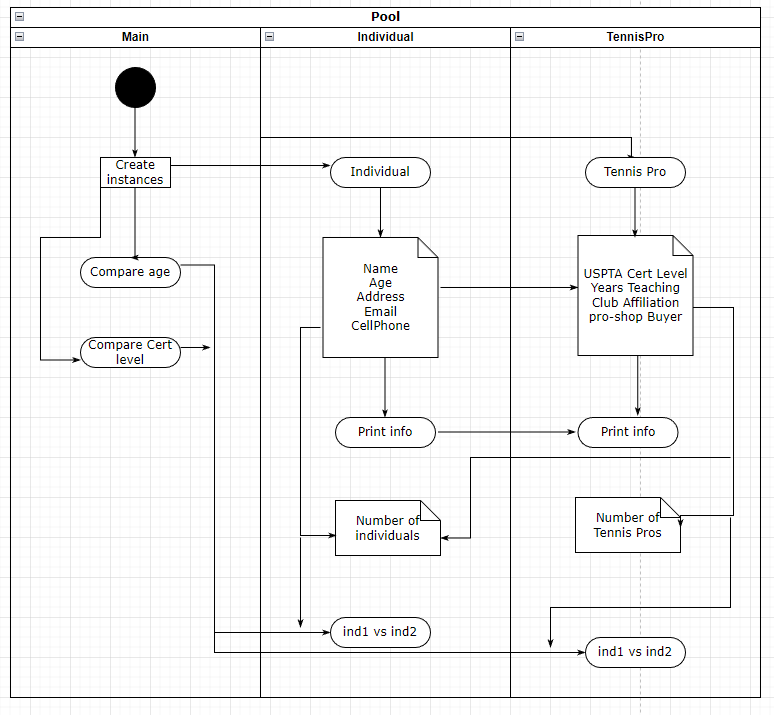 Pool
Main
Individual
TennisPro
Create
instances
Individual
Tennis Pro
Compare age
Name
Age
Address
Email
CellPhone
USPTA Cert Level
Years Teaching
Club Affiliation
pro-shop Buyer
Compare Cert
level
Print info
Print info
Number of
individuals
Number of
Tennis Pros
ind1 vs ind2
ind1 vs ind2